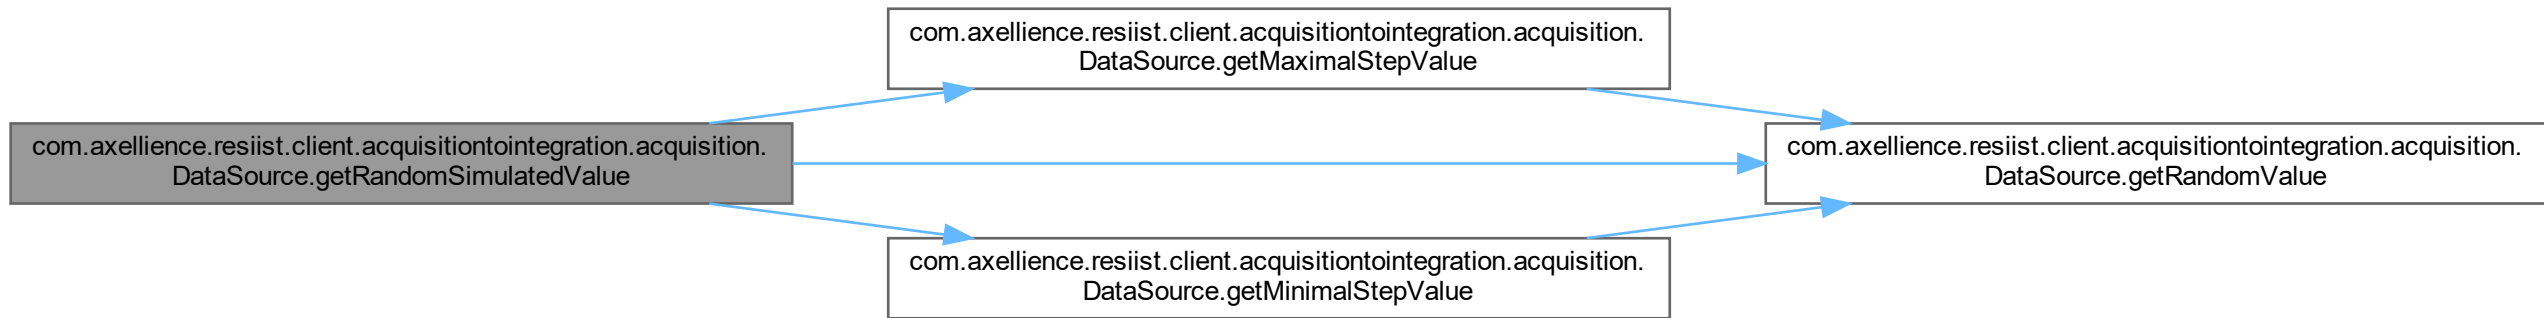 com.axellience.resiist.client.acquisitiontointegration.acquisition.
DataSource.getRandomSimulatedValue
com.axellience.resiist.client.acquisitiontointegration.acquisition.
DataSource.getMaximalStepValue
com.axellience.resiist.client.acquisitiontointegration.acquisition.
DataSource.getMinimalStepValue
com.axellience.resiist.client.acquisitiontointegration.acquisition.
DataSource.getRandomValue